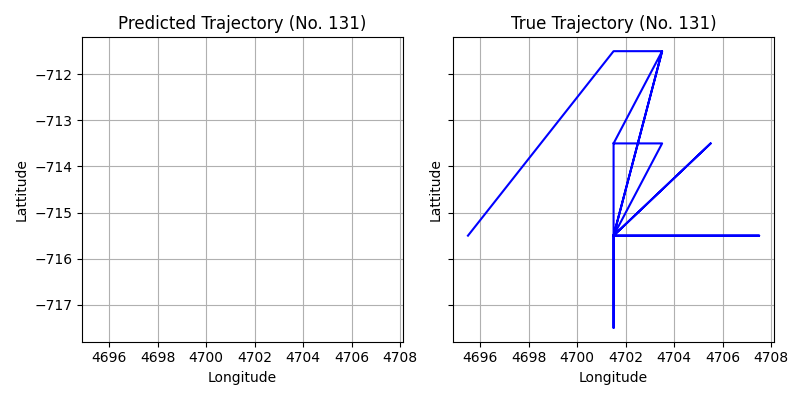 Predicted Trajectory (No. 131)
True Trajectory (No. 131)
−712
−713
−714
−715
−716
−717
Lattitude
Lattitude
4696 4698 4700 4702 4704 4706 4708
4696 4698 4700 4702 4704 4706 4708
Longitude
Longitude